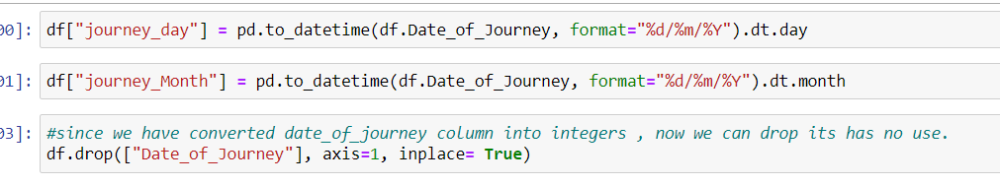 00]: df["journey_day"] = pd.to_datetime(df.Date_of_Journey, format="%d/%m/%Y").dt.day
01]: df["journey_Month"] = pd.to_datetime(df.Date_of_Journey, format="%d/%m/%Y").dt.month
03]: #since we have converted date_of_journey column into integers , now we can drop its has no use.
df.drop(["Date_of_Journey"], axis=1, inplace= True)